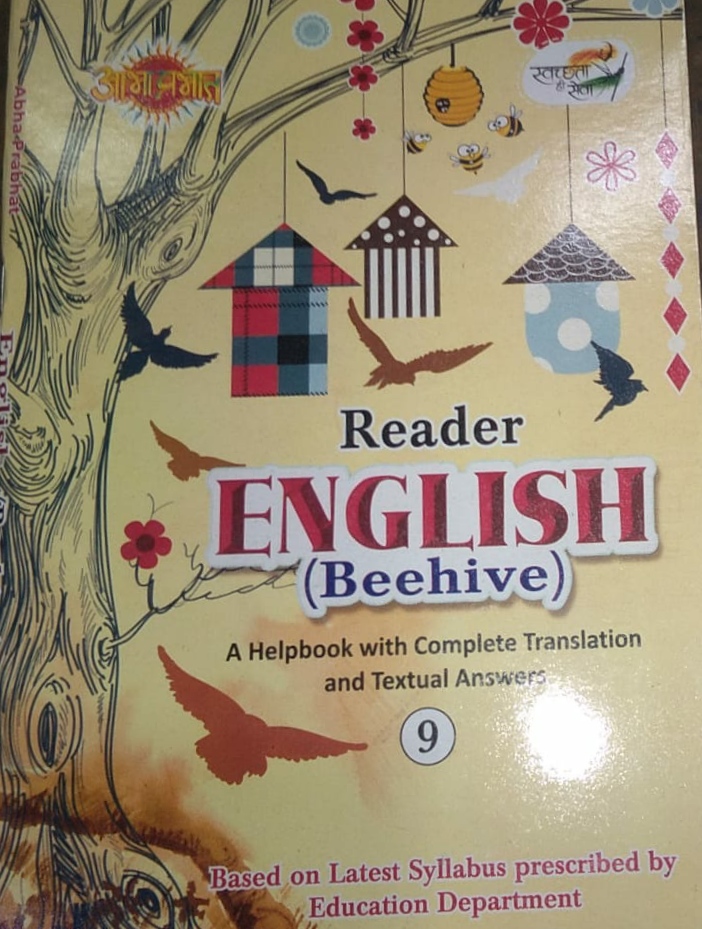 आभा प्रभात
स्वच्छता
ही
सेवा
Abha Prabhat
English
Reader
ENGLISH
(Beehive)
A Helpbook with Complete Translation
and Textual Answers
9
Based on Latest Syllabus prescribed by
Education Department